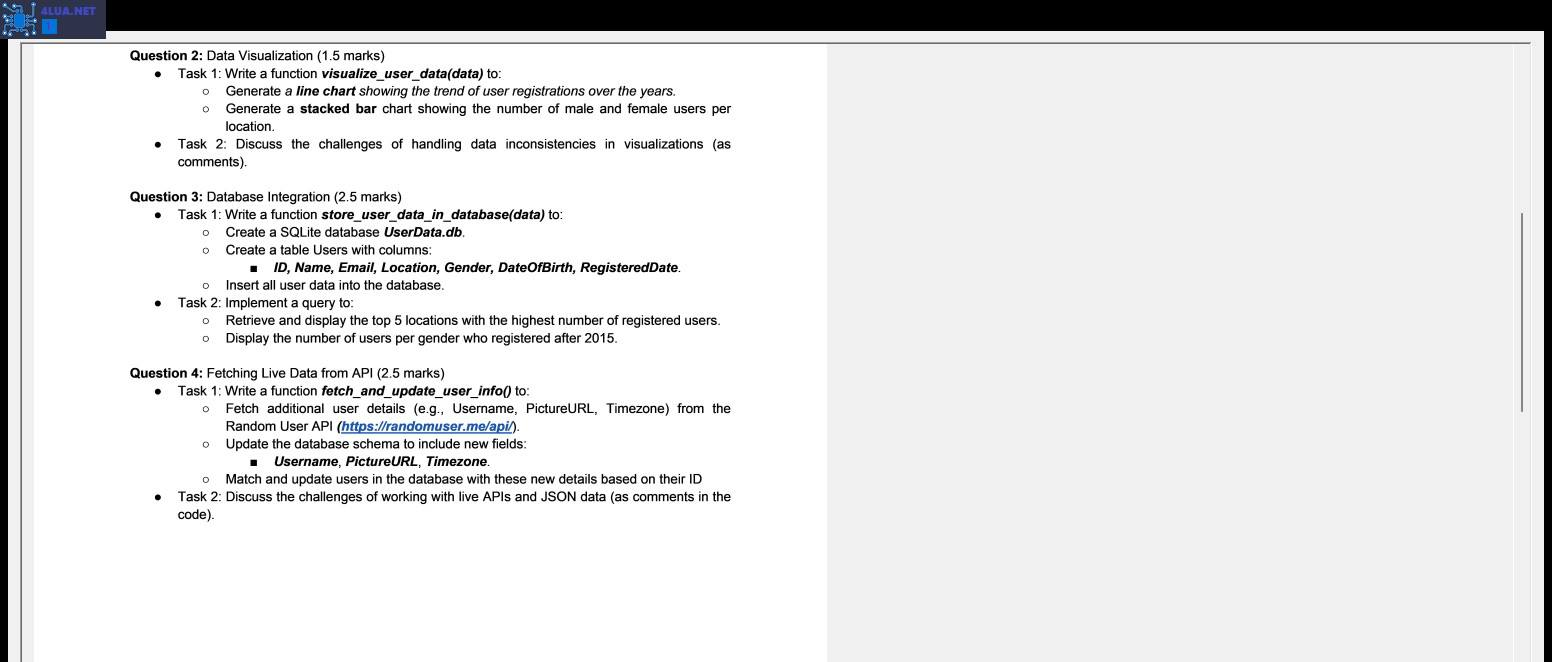 4LUA.NET
Question 2: Data Visualization (1.5 marks)
● Task 1: Write a function visualize_user_data(data) to:
○ Generate a line chart showing the trend of user registrations over the years.
○ Generate a stacked bar chart showing the number of male and female users per
location.
● Task 2: Discuss the challenges of handling data inconsistencies in visualizations (as
comments).
Question 3: Database Integration (2.5 marks)
● Task 1: Write a function store_user_data_in_database(data) to:
○ Create a SQLite database UserData.db.
○ Create a table Users with columns:
■ ID, Name, Email, Location, Gender, DateOfBirth, RegisteredDate.
○ Insert all user data into the database.
● Task 2: Implement a query to:
○ Retrieve and display the top 5 locations with the highest number of registered users.
○ Display the number of users per gender who registered after 2015.
Question 4: Fetching Live Data from API (2.5 marks)
● Task 1: Write a function fetch_and_update_user_info() to:
○ Fetch additional user details (e.g., Username, PictureURL, Timezone) from the
Random User API (https://randomuser.me/api/).
○ Update the database schema to include new fields:
■ Username, PictureURL, Timezone.
○ Match and update users in the database with these new details based on their ID
● Task 2: Discuss the challenges of working with live APIs and JSON data (as comments in the
code).